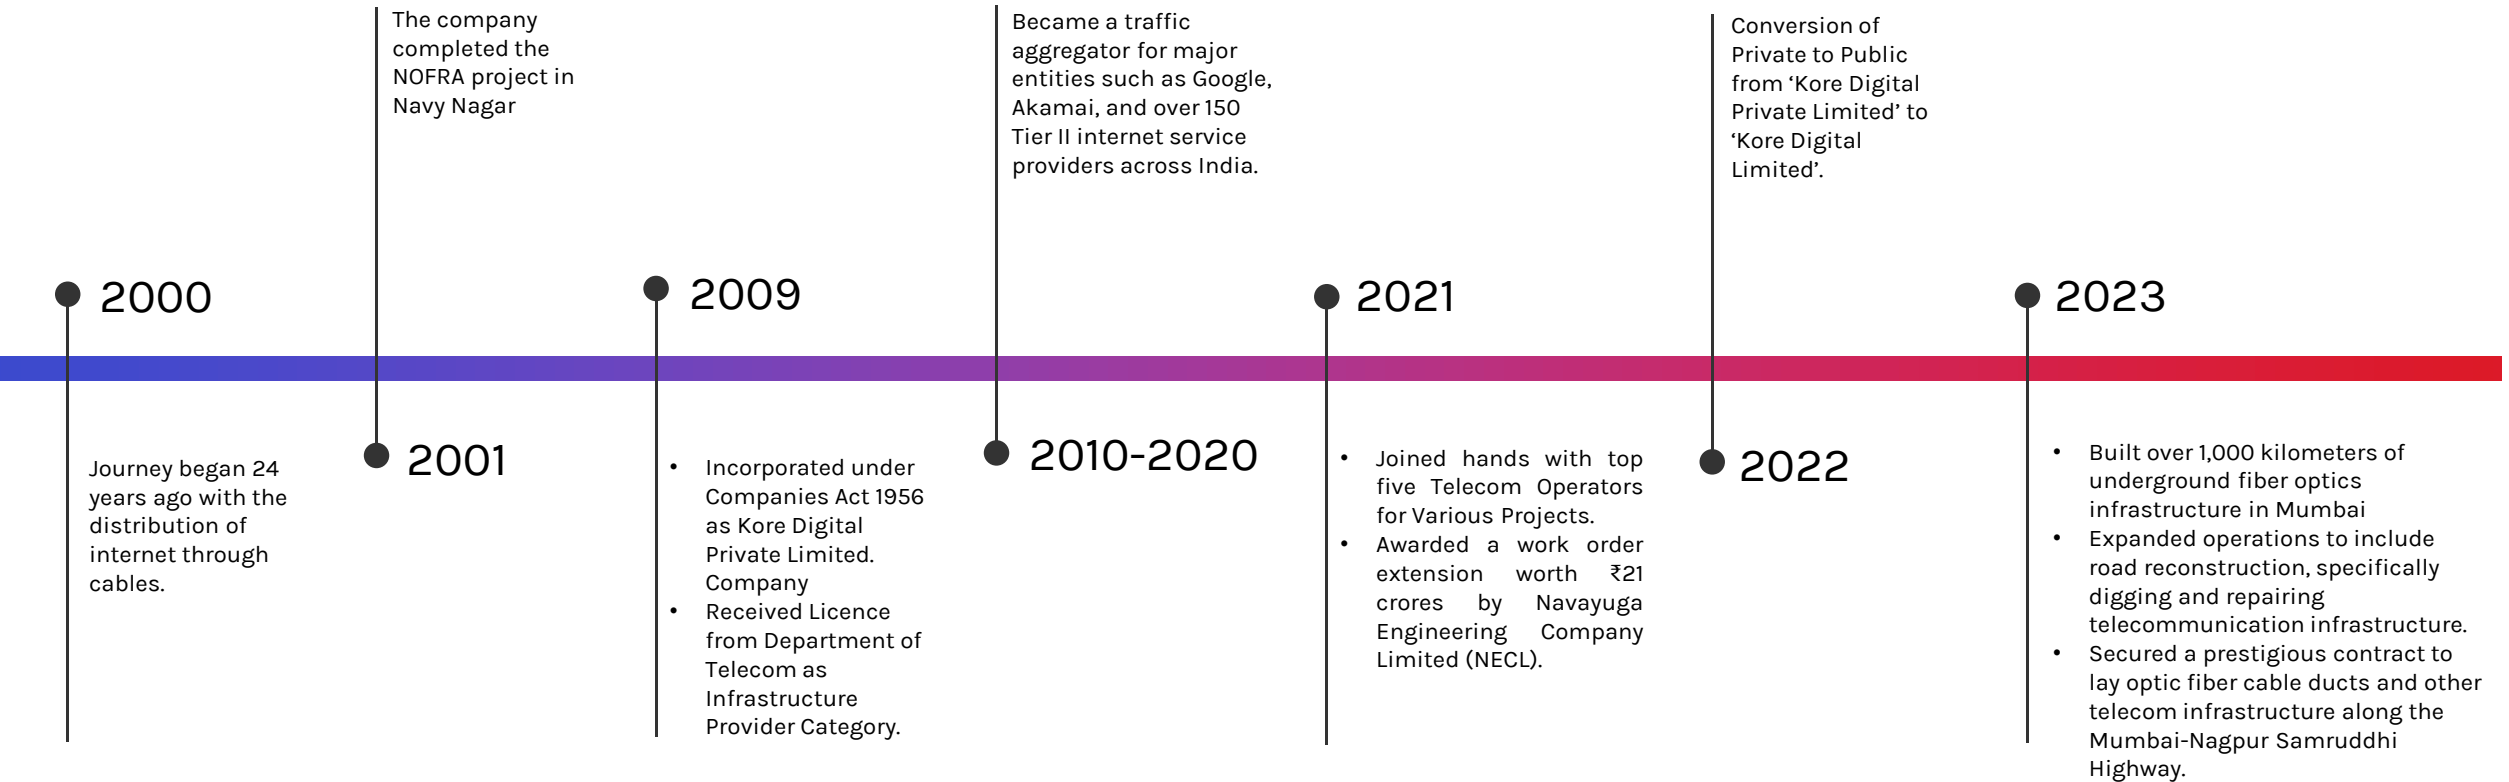 2000
Journey began 24
years ago with the
distribution of
internet through
cables.
The company
completed the
NOFRA project in
Navy Nagar
2001
2009
• Incorporated under
Companies Act 1956
as Kore Digital
Private Limited.
Company
• Received Licence
from Department of
Telecom as
Infrastructure
Provider Category.
Became a traffic
aggregator for major
entities such as Google,
Akamai, and over 150
Tier II internet service
providers across India.
2010-2020
2021
• Joined hands with top
five Telecom Operators
for Various Projects.
• Awarded a work order
extension worth ₹21
crores by Navayuga
Engineering Company
Limited (NECL).
Conversion of
Private to Public
from ‘Kore Digital
Private Limited’ to
‘Kore Digital
Limited’.
2022
2023
• Built over 1,000 kilometers of
underground fiber optics
infrastructure in Mumbai
• Expanded operations to include
road reconstruction, specifically
digging and repairing
telecommunication infrastructure.
• Secured a prestigious contract to
lay optic fiber cable ducts and other
telecom infrastructure along the
Mumbai-Nagpur Samruddhi
Highway.